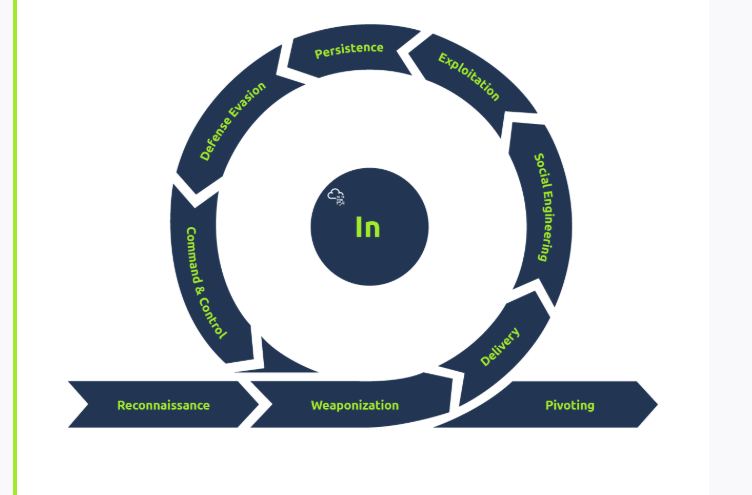 Reconnaissance
Weaponization
Delivery
Social Engineering
Exploitation
Persistence
Defense Evasion
Command & Control
Pivoting
In